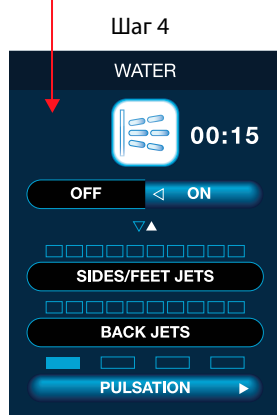 Шаг 4
WATER
00:15
OFF ◁ ON
▽▲
SIDES/FEET JETS
BACK JETS
PULSATION ►